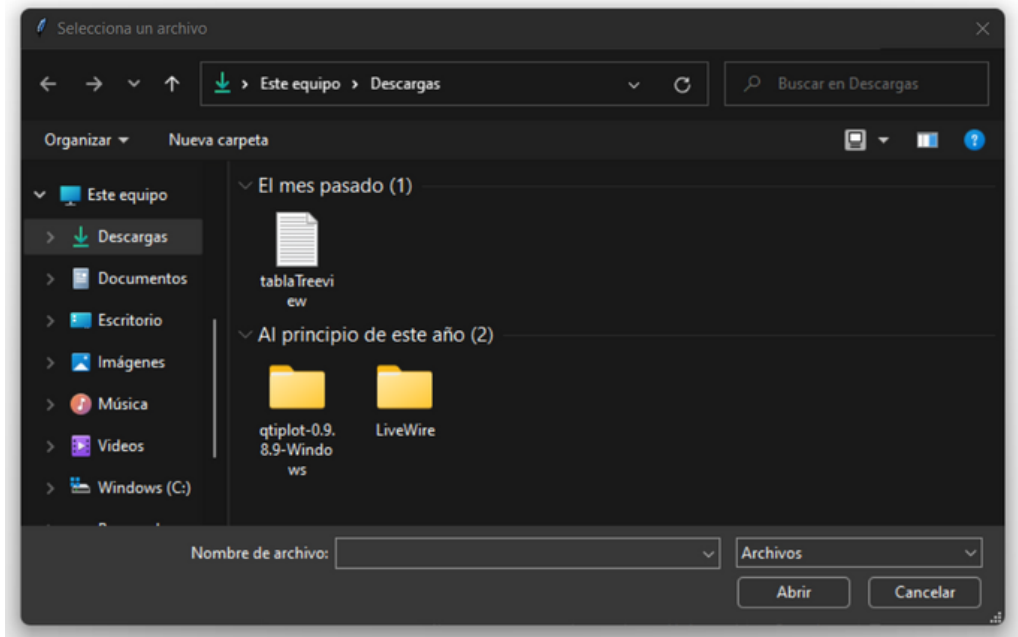 Selecciona un archivo
Este equipo > Descargas
Buscar en Descargas
Organizar
Nueva carpeta
Este equipo
Descargas
Documentos
Escritorio
Imágenes
Música
Videos
Windows (C:)
El mes pasado (1)
tablaTreevi
ew
Al principio de este año (2)
qtiplot-0.9.
8.9-Windo
ws
LiveWire
Nombre de archivo:
Archivos
Abrir
Cancelar